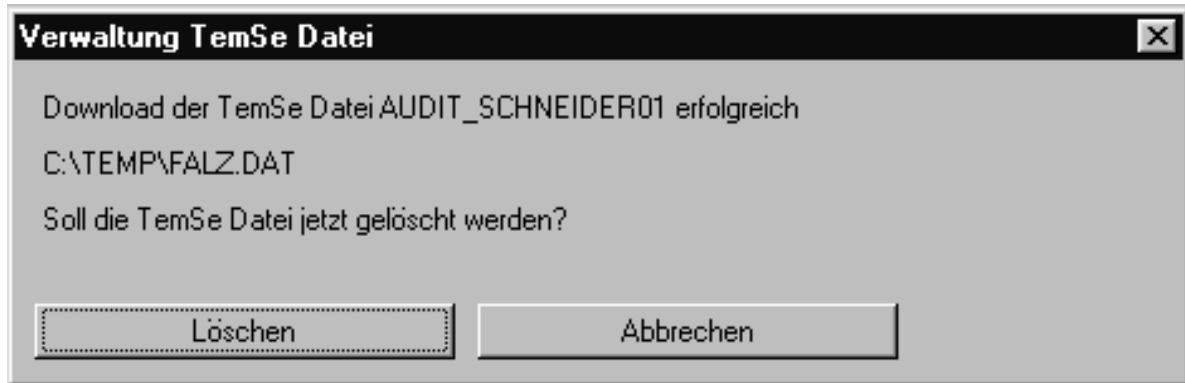 Verwaltung TemSe Datei
Download der TemSe Datei AUDIT_SCHNEIDER01 erfolgreich
C:\TEMP\FALZ.DAT
Soll die TemSe Datei jetzt gelöscht werden?
Löschen Abbrechen